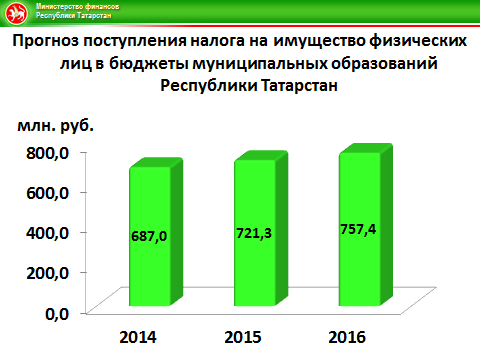 Министерство финансов
Республики Татарстан
Прогноз поступления налога на имущество физических
лиц в бюджеты муниципальных образований
Республики Татарстан
млн. руб.
800,0
600,0
400,0
200,0
0,0
687,0
721,3
757,4
2014
2015
2016